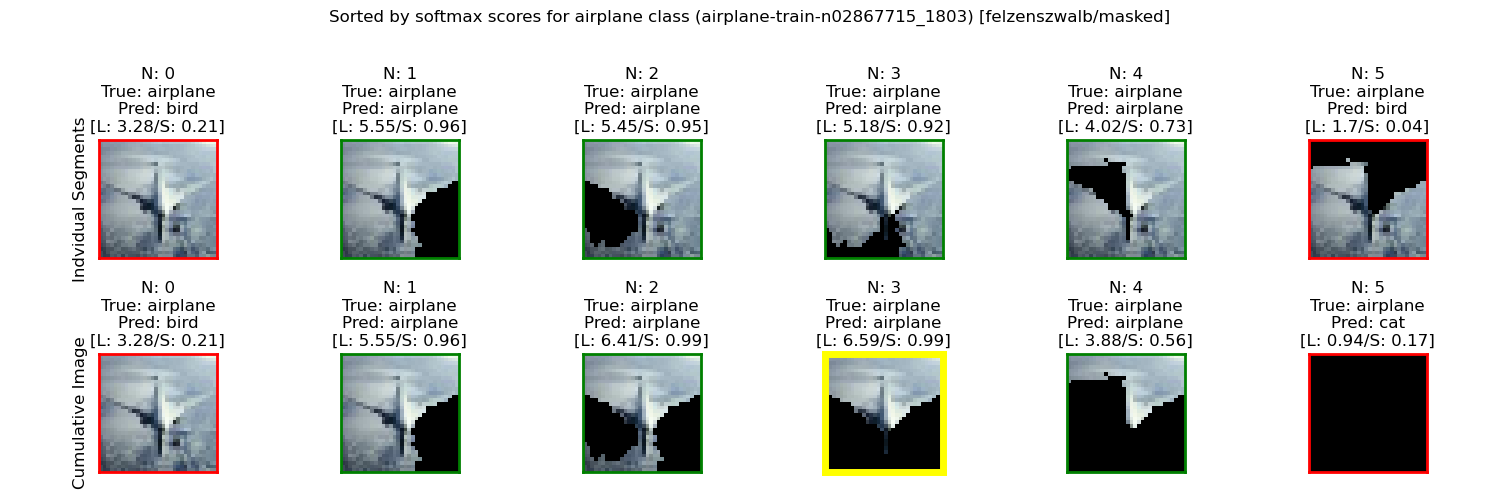 Sorted by softmax scores for airplane class (airplane-train-n02867715_1803) [felzenszwalb/masked]
Indvidual Segments
N: 0
True: airplane
Pred: bird
[L: 3.28/S: 0.21]
N: 1
True: airplane
Pred: airplane
[L: 5.55/S: 0.96]
N: 2
True: airplane
Pred: airplane
[L: 5.45/S: 0.95]
N: 3
True: airplane
Pred: airplane
[L: 5.18/S: 0.92]
N: 4
True: airplane
Pred: airplane
[L: 4.02/S: 0.73]
N: 5
True: airplane
Pred: bird
[L: 1.7/S: 0.04]
Cumulative Image
N: 0
True: airplane
Pred: bird
[L: 3.28/S: 0.21]
N: 1
True: airplane
Pred: airplane
[L: 5.55/S: 0.96]
N: 2
True: airplane
Pred: airplane
[L: 6.41/S: 0.99]
N: 3
True: airplane
Pred: airplane
[L: 6.59/S: 0.99]
N: 4
True: airplane
Pred: airplane
[L: 3.88/S: 0.56]
N: 5
True: airplane
Pred: cat
[L: 0.94/S: 0.17]